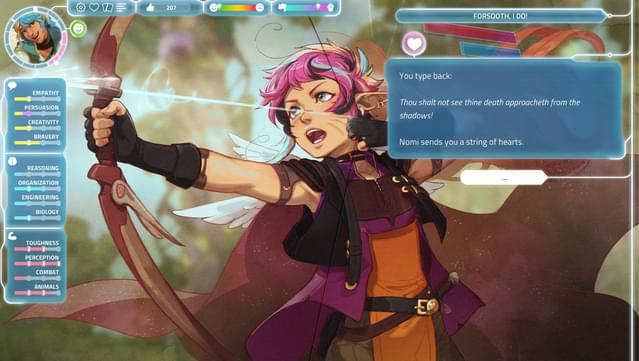 207
FORSOOTH, I DO!
You type back:
Thou shalt not see thine death approacheth from the
shadows!
Nomi sends you a string of hearts.
...
EMPATHY
PERSUASION
CREATIVITY
BRAVERY
REASONING
ORGANIZATION
ENGINEERING
BIOLOGY
TOUGHNESS
PERCEPTION
COMBAT
ANIMALS